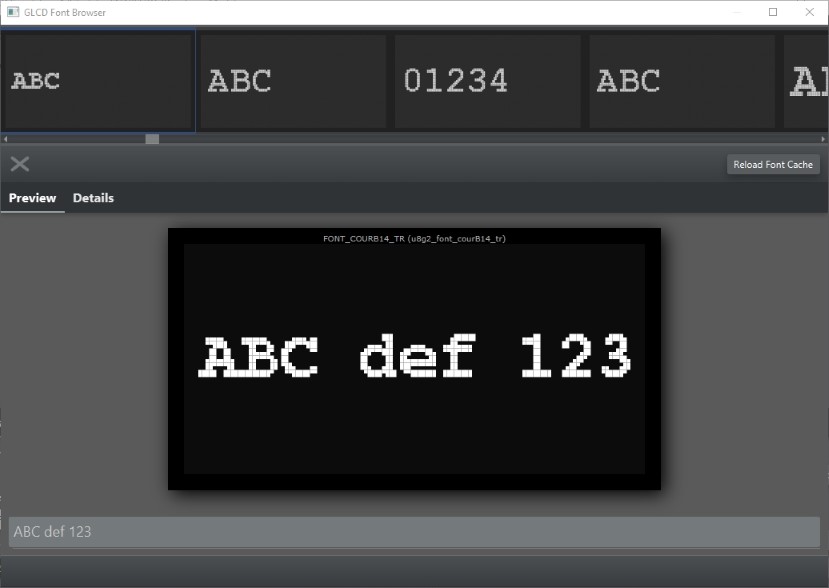 GLCD Font Browser
ABC
ABC
01234
ABC
Reload Font Cache
Preview Details
FONT_COURB14_TR (u8g2_font_courB14_tr)
ABC def 123
ABC def 123